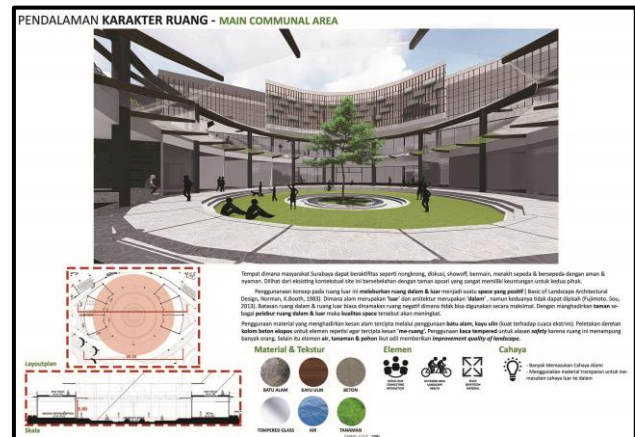 PENDALAMAN KARAKTER RUANG - MAIN COMMUNAL AREA
Tempat dimana masyarakat Surabaya dapat beraktifitas seperti nongkrong, diskusi, showoff, bermain, merakit sepeda & bersepeda dengan aman &
nyaman. Dilihat dari eksisting kontekstual site ini bersebelahan dengan taman apsari yang sangat memiliki keuntungan untuk kedua pihak.
Penggunaan konsep pada ruang luar ini meleburkan ruang dalam & luar menjadi suatu space yang positif ( Basic of Landscape Architectural
Design, Norman, K.Booth, 1983). Dimana alam merupakan 'luar' dan arsitektur merupakan 'dalam' , namun keduanya tidak dapat dipisah (Fujimoto. Sou,
2013). Batasan ruang dalam & ruang luar biasa dinamakan ruang negatif dimana tidak bisa digunakan secara maksimal. Dengan menghadirkan taman se-
bagai pelebur ruang dalam & luar maka kualitas space tersebut akan meningkat.
Penggunaan material yang menghadirkan kesan alam tercipta melalui penggunaan batu alam, kayu silie (kuat terhadap cuaca ekstrim). Peletakan deretan
kolom beton ekspos untuk elemen repetisi agar tercipta kesan 'me-ruang'. Penggunaan kaca tempered untuk alasan safety karena ruang ini menampung
banyak orang. Selain itu elemen air, tanaman & pohon ikut adil memberikan improvement quality of landscape.
Layoutplan
Skala
Material & Tekstur
BATU ALAM
KAYU ULIN
BETON
TEMPERED GLASS
AIR
TANAMAN
Elemen
Cahaya
- Banyak Memasukan Cahaya Alami
- Menggunakan material transparan untuk me-
masukan cahaya luar ke dalam